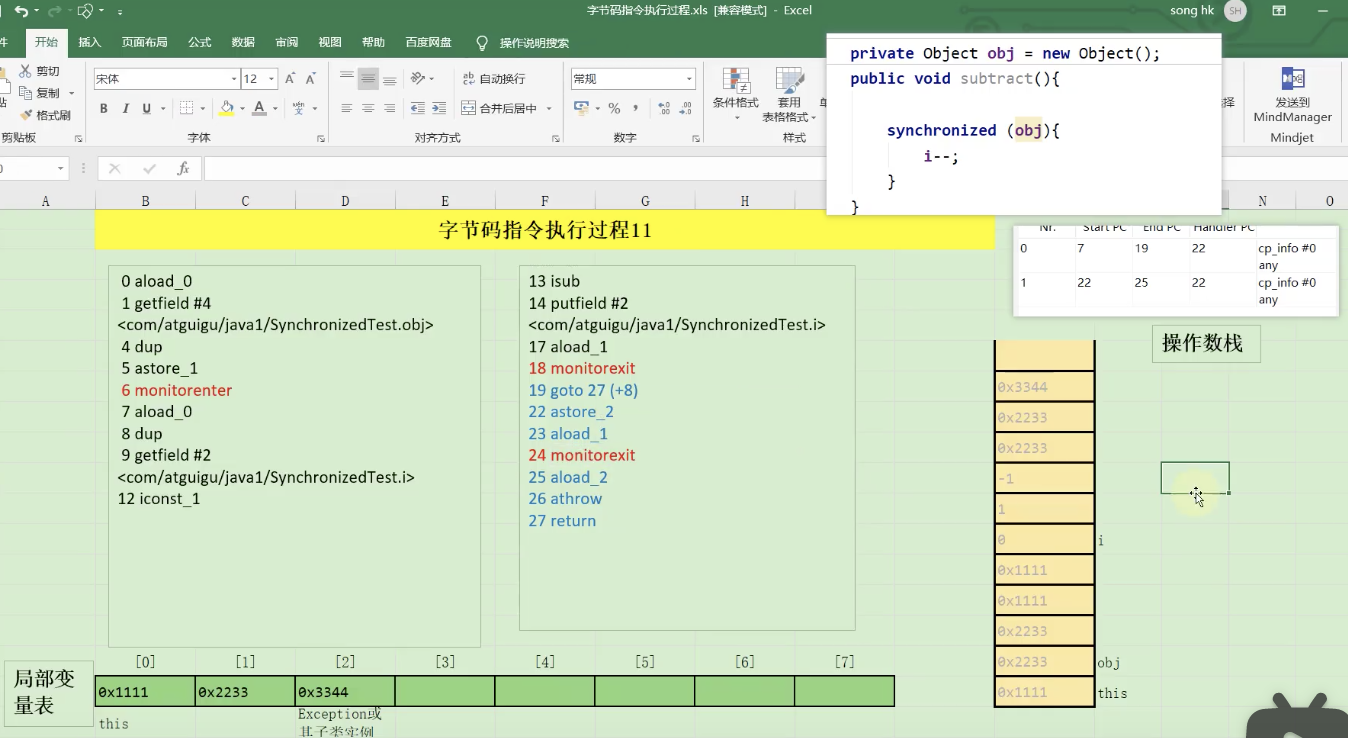 字节码指令执行过程.xls [兼容模式] - Excel
song hk
SH
件
开始
插入
页面布局
公式
数据
审阅
视图
帮助
百度网盘
操作说明搜索
剪切
复制
格式刷
剪贴板
宋体
12
B I U
A
字体
自动换行
合并后居中
对齐方式
常规
数字
条件格式
套用
表格格式
样式
发送到
MindManager
Mindjet
private Object obj = new Object();
public void subtract(){
synchronized (obj){
i--;
}
}
fx
A B C D E F G H N O
字节码指令执行过程11
0 aload_0
1 getfield #4
<com/atguigu/java1/SynchronizedTest.obj>
4 dup
5 astore_1
6 monitorenter
7 aload_0
8 dup
9 getfield #2
<com/atguigu/java1/SynchronizedTest.i>
12 iconst_1
13 isub
14 putfield #2
<com/atguigu/java1/SynchronizedTest.i>
17 aload_1
18 monitorexit
19 goto 27 (+8)
22 astore_2
23 aload_1
24 monitorexit
25 aload_2
26 athrow
27 return
Nr. Start PC End PC Handler PC
0 7 19 22 cp_info #0
any
1 22 25 22 cp_info #0
any
操作数栈
0x3344
0x2233
0x2233
-1
1
0 i
0x1111
0x1111
0x2233
0x2233 obj
0x1111 this
[0] [1] [2] [3] [4] [5] [6] [7]
局部变
量表
0x1111 0x2233 0x3344
this
Exception或
其子类实例